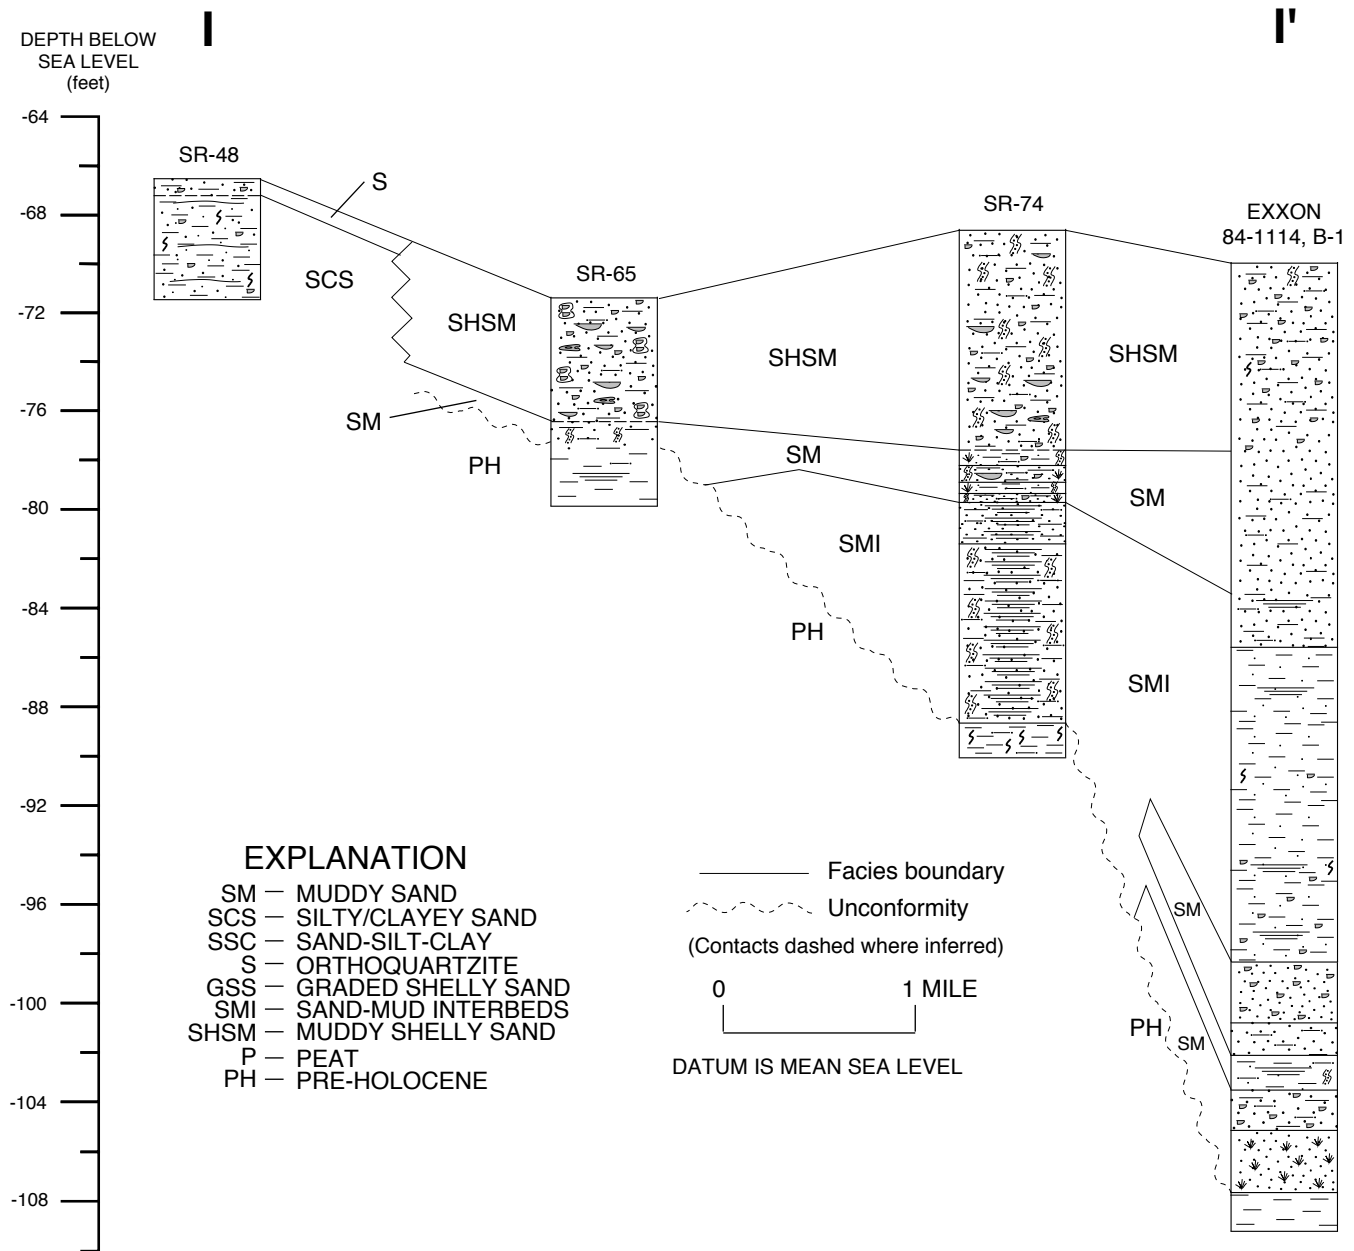 I I'
DEPTH BELOW
SEA LEVEL
(feet)
-64
SR-48
S
-68
SR-74
EXXON
84-1114, B-1
SCS
SR-65
-72
SHSM
SHSM
SHSM
-76
SM
PH
SM
SM
-80
SMI
-84
PH
SMI
-88
-92
EXPLANATION
SM — MUDDY SAND
SCS — SILTY/CLAYEY SAND
SSC — SAND-SILT-CLAY
S — ORTHOQUARTZITE
GSS — GRADED SHELLY SAND
SMI — SAND-MUD INTERBEDS
SHSM — MUDDY SHELLY SAND
P — PEAT
PH — PRE-HOLOCENE
Facies boundary
Unconformity
(Contacts dashed where inferred)
0 1 MILE
DATUM IS MEAN SEA LEVEL
-96
SM
-100
PH
SM
-104
-108